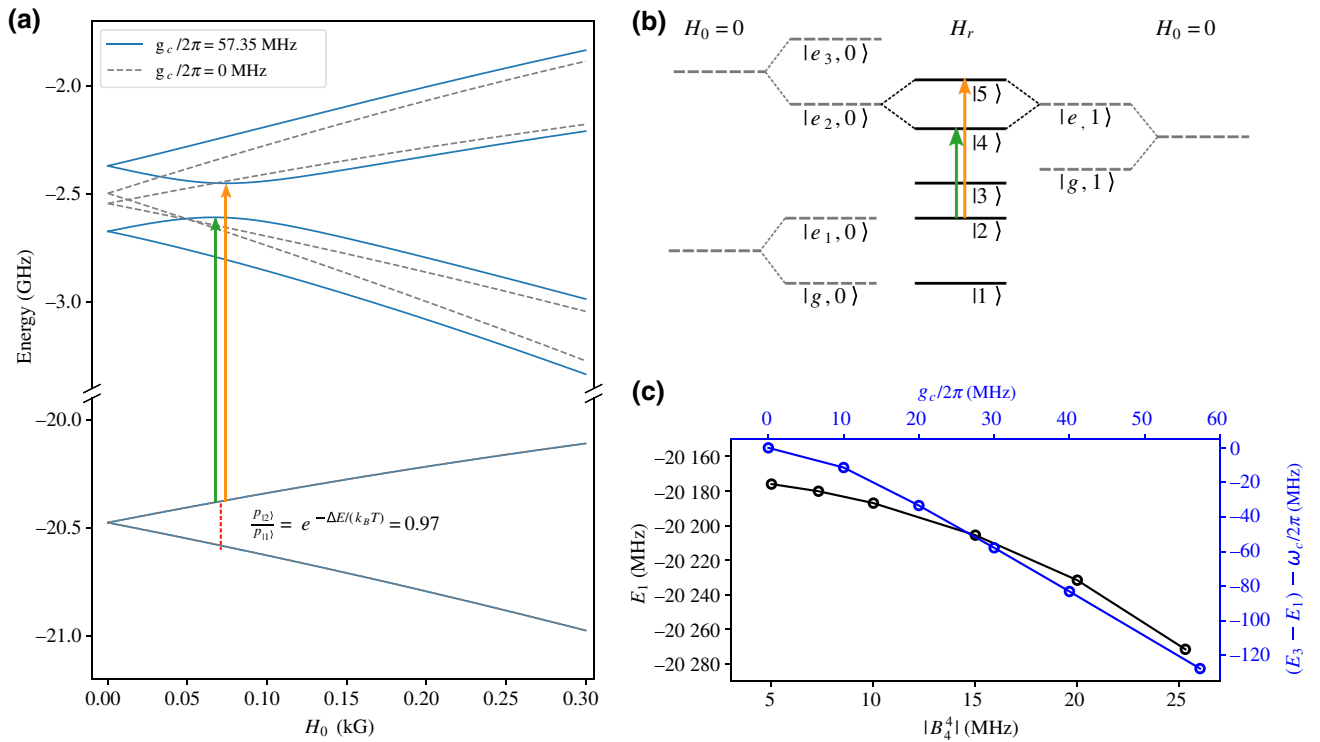 (a)
g_c/2π = 57.35 MHz
g_c/2π = 0 MHz
Energy (GHz)
−2.0
−2.5
−3.0
−20.0
−20.5
−21.0
p_|2⟩/p_|1⟩ = e^−ΔE/(k_BT) = 0.97
0.00 0.05 0.10 0.15 0.20 0.25 0.30
H_0 (kG)
(b)
H_0 = 0 H_r H_0 = 0
|e_3, 0⟩
|e_2, 0⟩
|e_1, 0⟩
|g, 0⟩
|5⟩
|4⟩
|3⟩
|2⟩
|1⟩
|e, 1⟩
|g, 1⟩
(c)
g_c/2π (MHz)
0 10 20 30 40 50 60
E_1 (MHz)
−20 160
−20 180
−20 200
−20 220
−20 240
−20 260
−20 280
0
−20
−40
−60
−80
−100
−120
(E_3 − E_1) − ω_c/2π (MHz)
5 10 15 20 25
|B_4^4| (MHz)